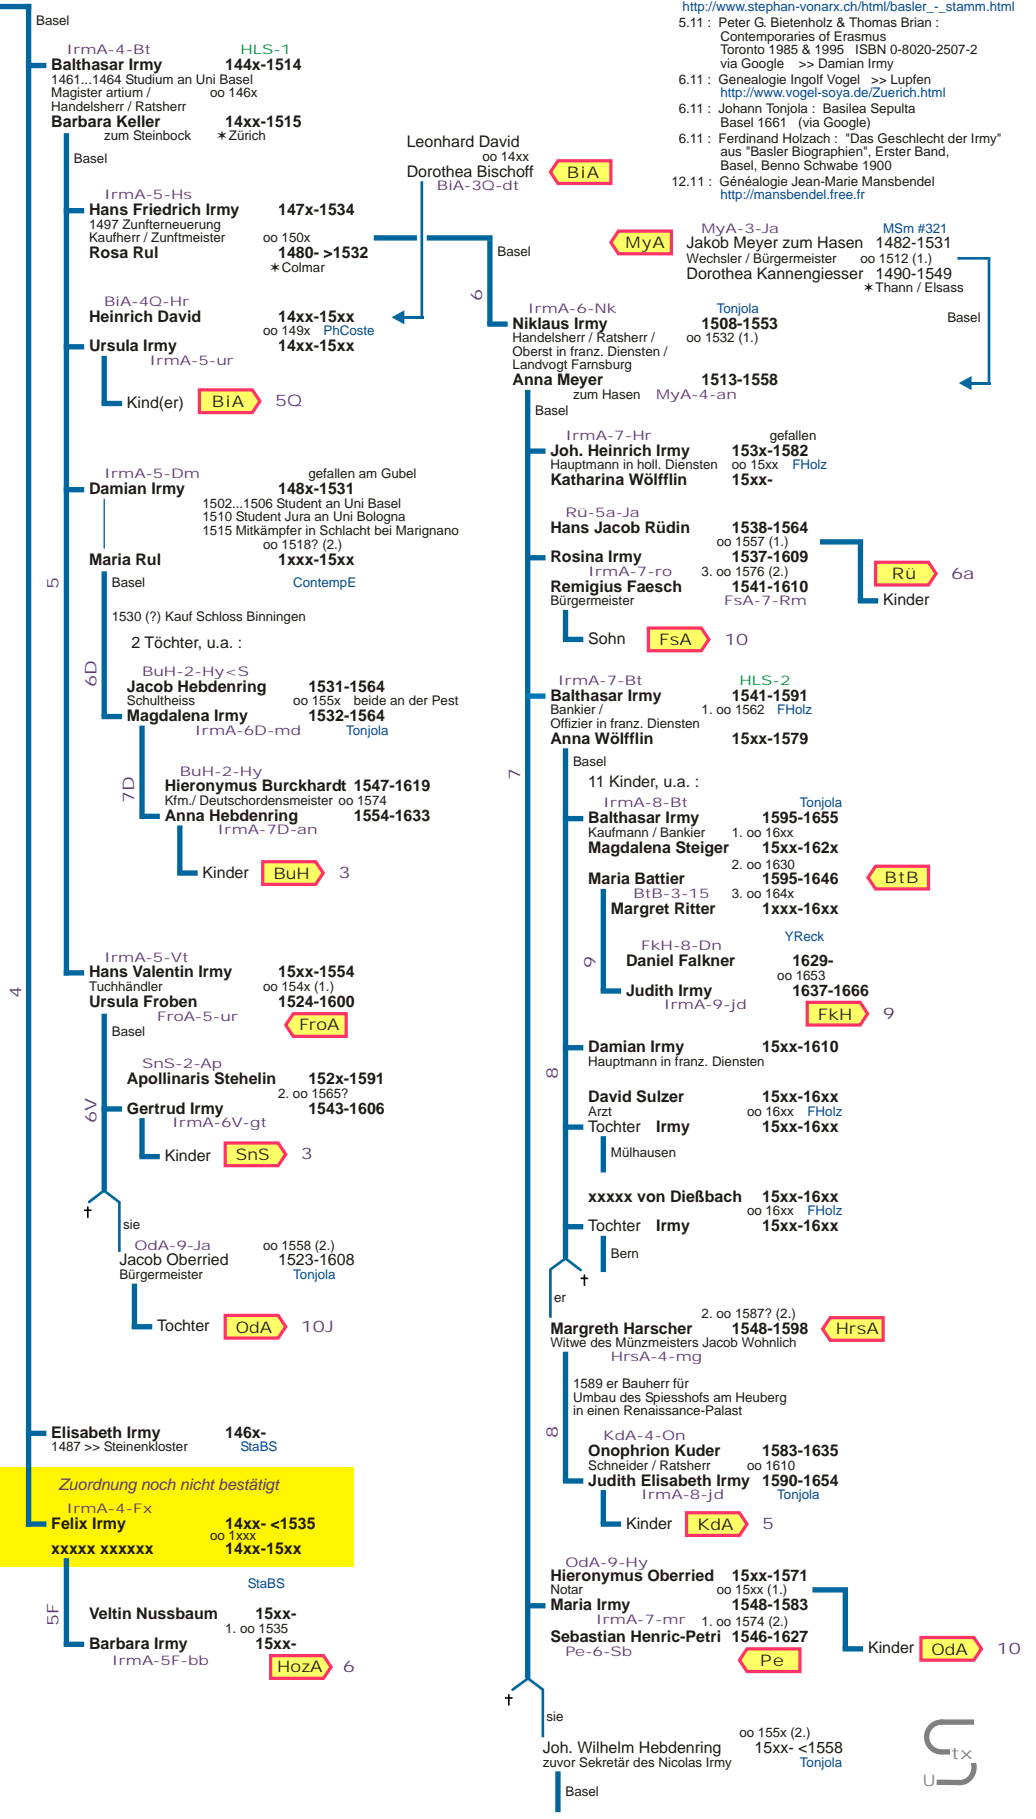 Basel
IrmA-4-Bt HLS-1
Balthasar Irmy 144x-1514
1461...1464 Studium an Uni Basel
Magister artium / oo 146x
Handelsherr / Ratsherr
Barbara Keller 14xx-1515
zum Steinbock ✶Zürich
Basel
IrmA-5-Hs
Hans Friedrich Irmy 147x-1534
1497 Zunfterneuerung
Kaufherr / Zunftmeister oo 150x
Rosa Rul 1480- >1532
✶Colmar
BiA-4Q-Hr
Heinrich David 14xx-15xx
oo 149x PhCoste
Ursula Irmy 14xx-15xx
IrmA-5-ur
Kind(er) BiA 5Q
IrmA-5-Dm gefallen am Gubel
Damian Irmy 148x-1531
1502...1506 Student an Uni Basel
1510 Student Jura an Uni Bologna
1515 Mitkämpfer in Schlacht bei Marignano
oo 1518? (2.)
Maria Rul 1xxx-15xx
5
Basel ContempE
1530 (?) Kauf Schloss Binningen
2 Töchter, u.a. :
6D
BuH-2-Hy<S
Jacob Hebdenring 1531-1564
Schultheiss oo 155x beide an der Pest
Magdalena Irmy 1532-1564
IrmA-6D-md Tonjola
7D
BuH-2-Hy
Hieronymus Burckhardt 1547-1619
Kfm./ Deutschordensmeister oo 1574
Anna Hebdenring 1554-1633
IrmA-7D-an
Kinder BuH 3
4
IrmA-5-Vt
Hans Valentin Irmy 15xx-1554
Tuchhändler oo 154x (1.)
Ursula Froben 1524-1600
FroA-5-ur FroA
Basel
6V
SnS-2-Ap
Apollinaris Stehelin 152x-1591
2. oo 1565?
Gertrud Irmy 1543-1606
IrmA-6V-gt
Kinder SnS 3
†
sie
OdA-9-Ja oo 1558 (2.)
Jacob Oberried 1523-1608
Bürgermeister Tonjola
Tochter OdA 10J
Elisabeth Irmy 146x-
1487 >> Steinenkloster StaBS
Zuordnung noch nicht bestätigt
IrmA-4-Fx
Felix Irmy 14xx- <1535
oo 1xxx
xxxxx xxxxxx 14xx-15xx
5F
StaBS
Veltin Nussbaum 15xx-
1. oo 1535
Barbara Irmy 15xx-
IrmA-5F-bb HozA 6
Leonhard David
oo 14xx
Dorothea Bischoff BiA
BiA-3Q-dt
http://www.stephan-vonarx.ch/html/basler_-_stamm.html
5.11 : Peter G. Bietenholz & Thomas Brian :
Contemporaries of Erasmus
Toronto 1985 & 1995 ISBN 0-8020-2507-2
via Google >> Damian Irmy
6.11 : Genealogie Ingolf Vogel >> Lupfen
http://www.vogel-soya.de/Zuerich.html
6.11 : Johann Tonjola : Basilea Sepulta
Basel 1661 (via Google)
6.11 : Ferdinand Holzach : "Das Geschlecht der Irmy"
aus "Basler Biographien", Erster Band,
Basel, Benno Schwabe 1900
12.11 : Généalogie Jean-Marie Mansbendel
http://mansbendel.free.fr
MyA-3-Ja MSm #321
MyA Jakob Meyer zum Hasen 1482-1531
Wechsler / Bürgermeister oo 1512 (1.)
Dorothea Kannengiesser 1490-1549
✶Thann / Elsass
Basel
Basel
6
IrmA-6-Nk Tonjola
Niklaus Irmy 1508-1553
Handelsherr / Ratsherr / oo 1532 (1.)
Oberst in franz. Diensten /
Landvogt Farnsburg
Anna Meyer 1513-1558
zum Hasen MyA-4-an
Basel
IrmA-7-Hr gefallen
Joh. Heinrich Irmy 153x-1582
Hauptmann in holl. Diensten oo 15xx FHolz
Katharina Wölfflin 15xx-
Rü-5a-Ja
Hans Jacob Rüdin 1538-1564
oo 1557 (1.)
Rosina Irmy 1537-1609
IrmA-7-ro 3. oo 1576 (2.)
Remigius Faesch 1541-1610
Bürgermeister FsA-7-Rm
Rü 6a
Kinder
Sohn FsA 10
7
IrmA-7-Bt HLS-2
Balthasar Irmy 1541-1591
Bankier / 1. oo 1562 FHolz
Offizier in franz. Diensten
Anna Wölfflin 15xx-1579
Basel
11 Kinder, u.a. :
IrmA-8-Bt Tonjola
Balthasar Irmy 1595-1655
Kaufmann / Bankier 1. oo 16xx
Magdalena Steiger 15xx-162x
2. oo 1630
Maria Battier 1595-1646 BtB
BtB-3-15 3. oo 164x
Margret Ritter 1xxx-16xx
9
FkH-8-Dn YReck
Daniel Falkner 1629-
oo 1653
Judith Irmy 1637-1666
IrmA-9-jd
FkH 9
8
Damian Irmy 15xx-1610
Hauptmann in franz. Diensten
David Sulzer 15xx-16xx
Arzt oo 16xx FHolz
Tochter Irmy 15xx-16xx
Mülhausen
xxxxx von Dießbach 15xx-16xx
oo 16xx FHolz
Tochter Irmy 15xx-16xx
Bern
†
er
2. oo 1587? (2.)
Margreth Harscher 1548-1598 HrsA
Witwe des Münzmeisters Jacob Wohnlich
HrsA-4-mg
1589 er Bauherr für
Umbau des Spiesshofs am Heuberg
in einen Renaissance-Palast
8
KdA-4-On
Onophrion Kuder 1583-1635
Schneider / Ratsherr oo 1610
Judith Elisabeth Irmy 1590-1654
IrmA-8-jd Tonjola
Kinder KdA 5
OdA-9-Hy
Hieronymus Oberried 15xx-1571
Notar oo 15xx (1.)
Maria Irmy 1548-1583
IrmA-7-mr 1. oo 1574 (2.)
Sebastian Henric-Petri 1546-1627
Pe-6-Sb Pe
Kinder OdA 10
†
sie
oo 155x (2.)
Joh. Wilhelm Hebdenring 15xx- <1558
zuvor Sekretär des Nicolas Irmy Tonjola
Basel
U S tx